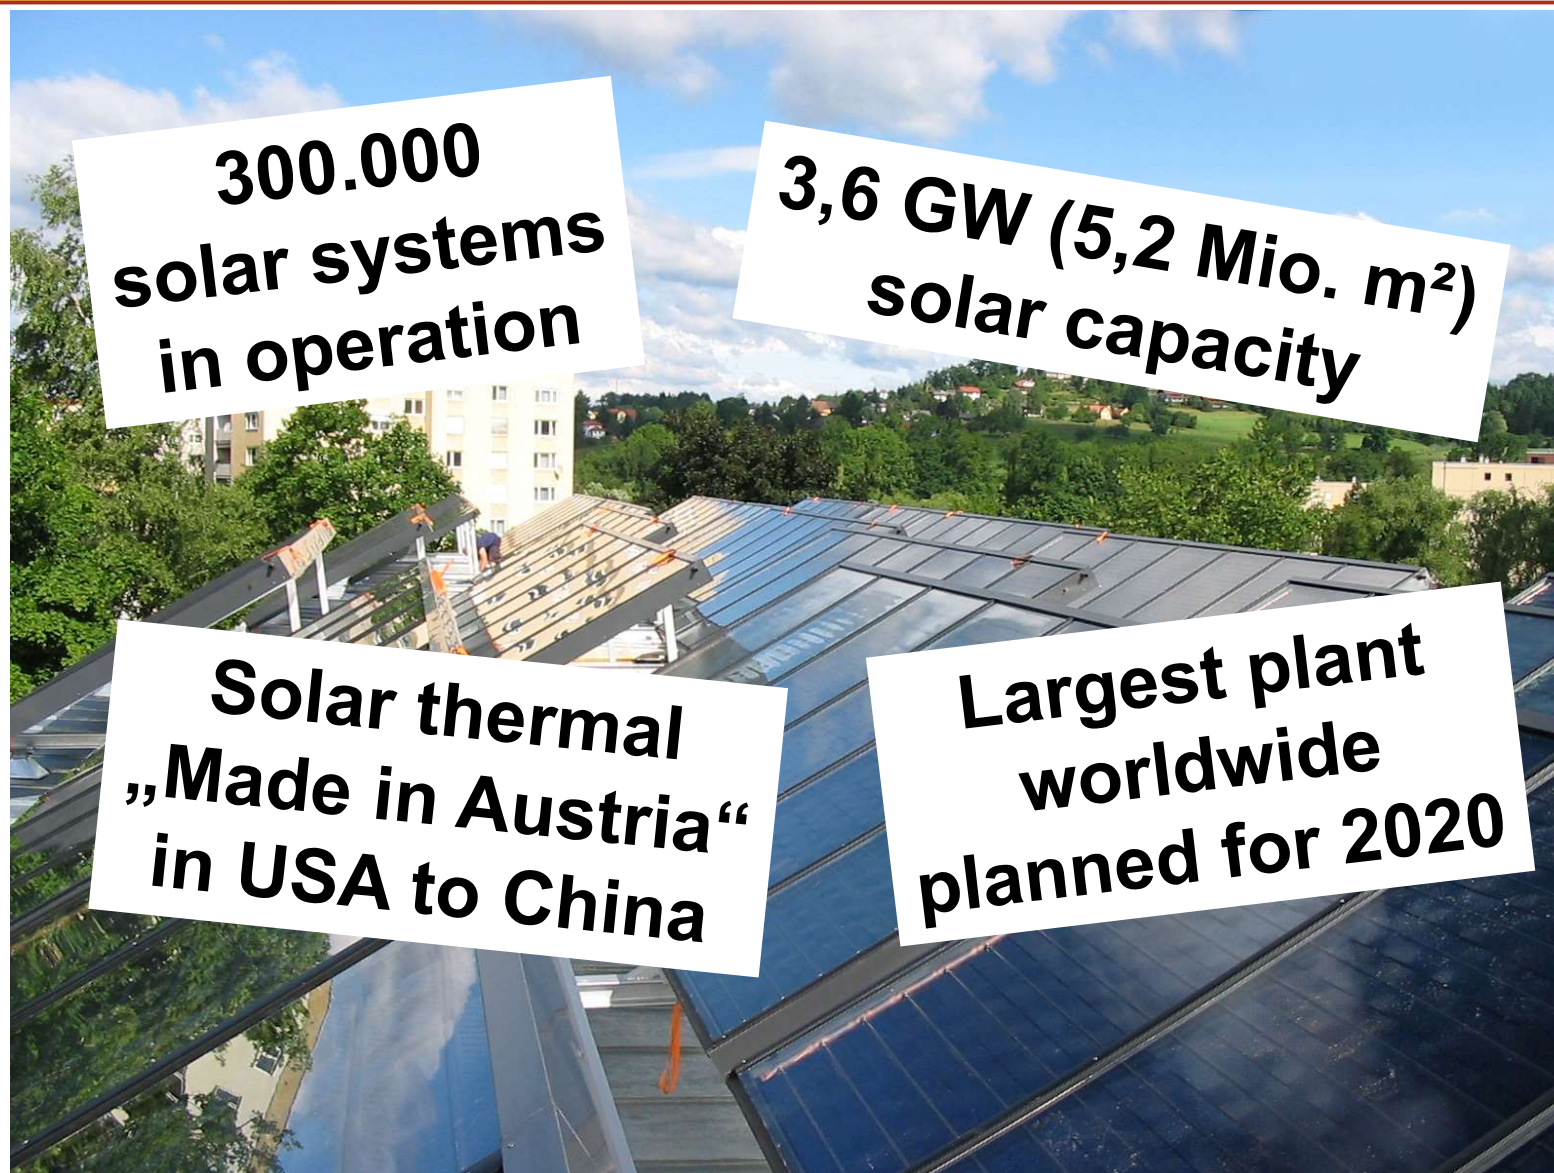 300.000
solar systems
in operation
3,6 GW (5,2 Mio. m²)
solar capacity
Solar thermal
„Made in Austria“
in USA to China
Largest plant
worldwide
planned for 2020